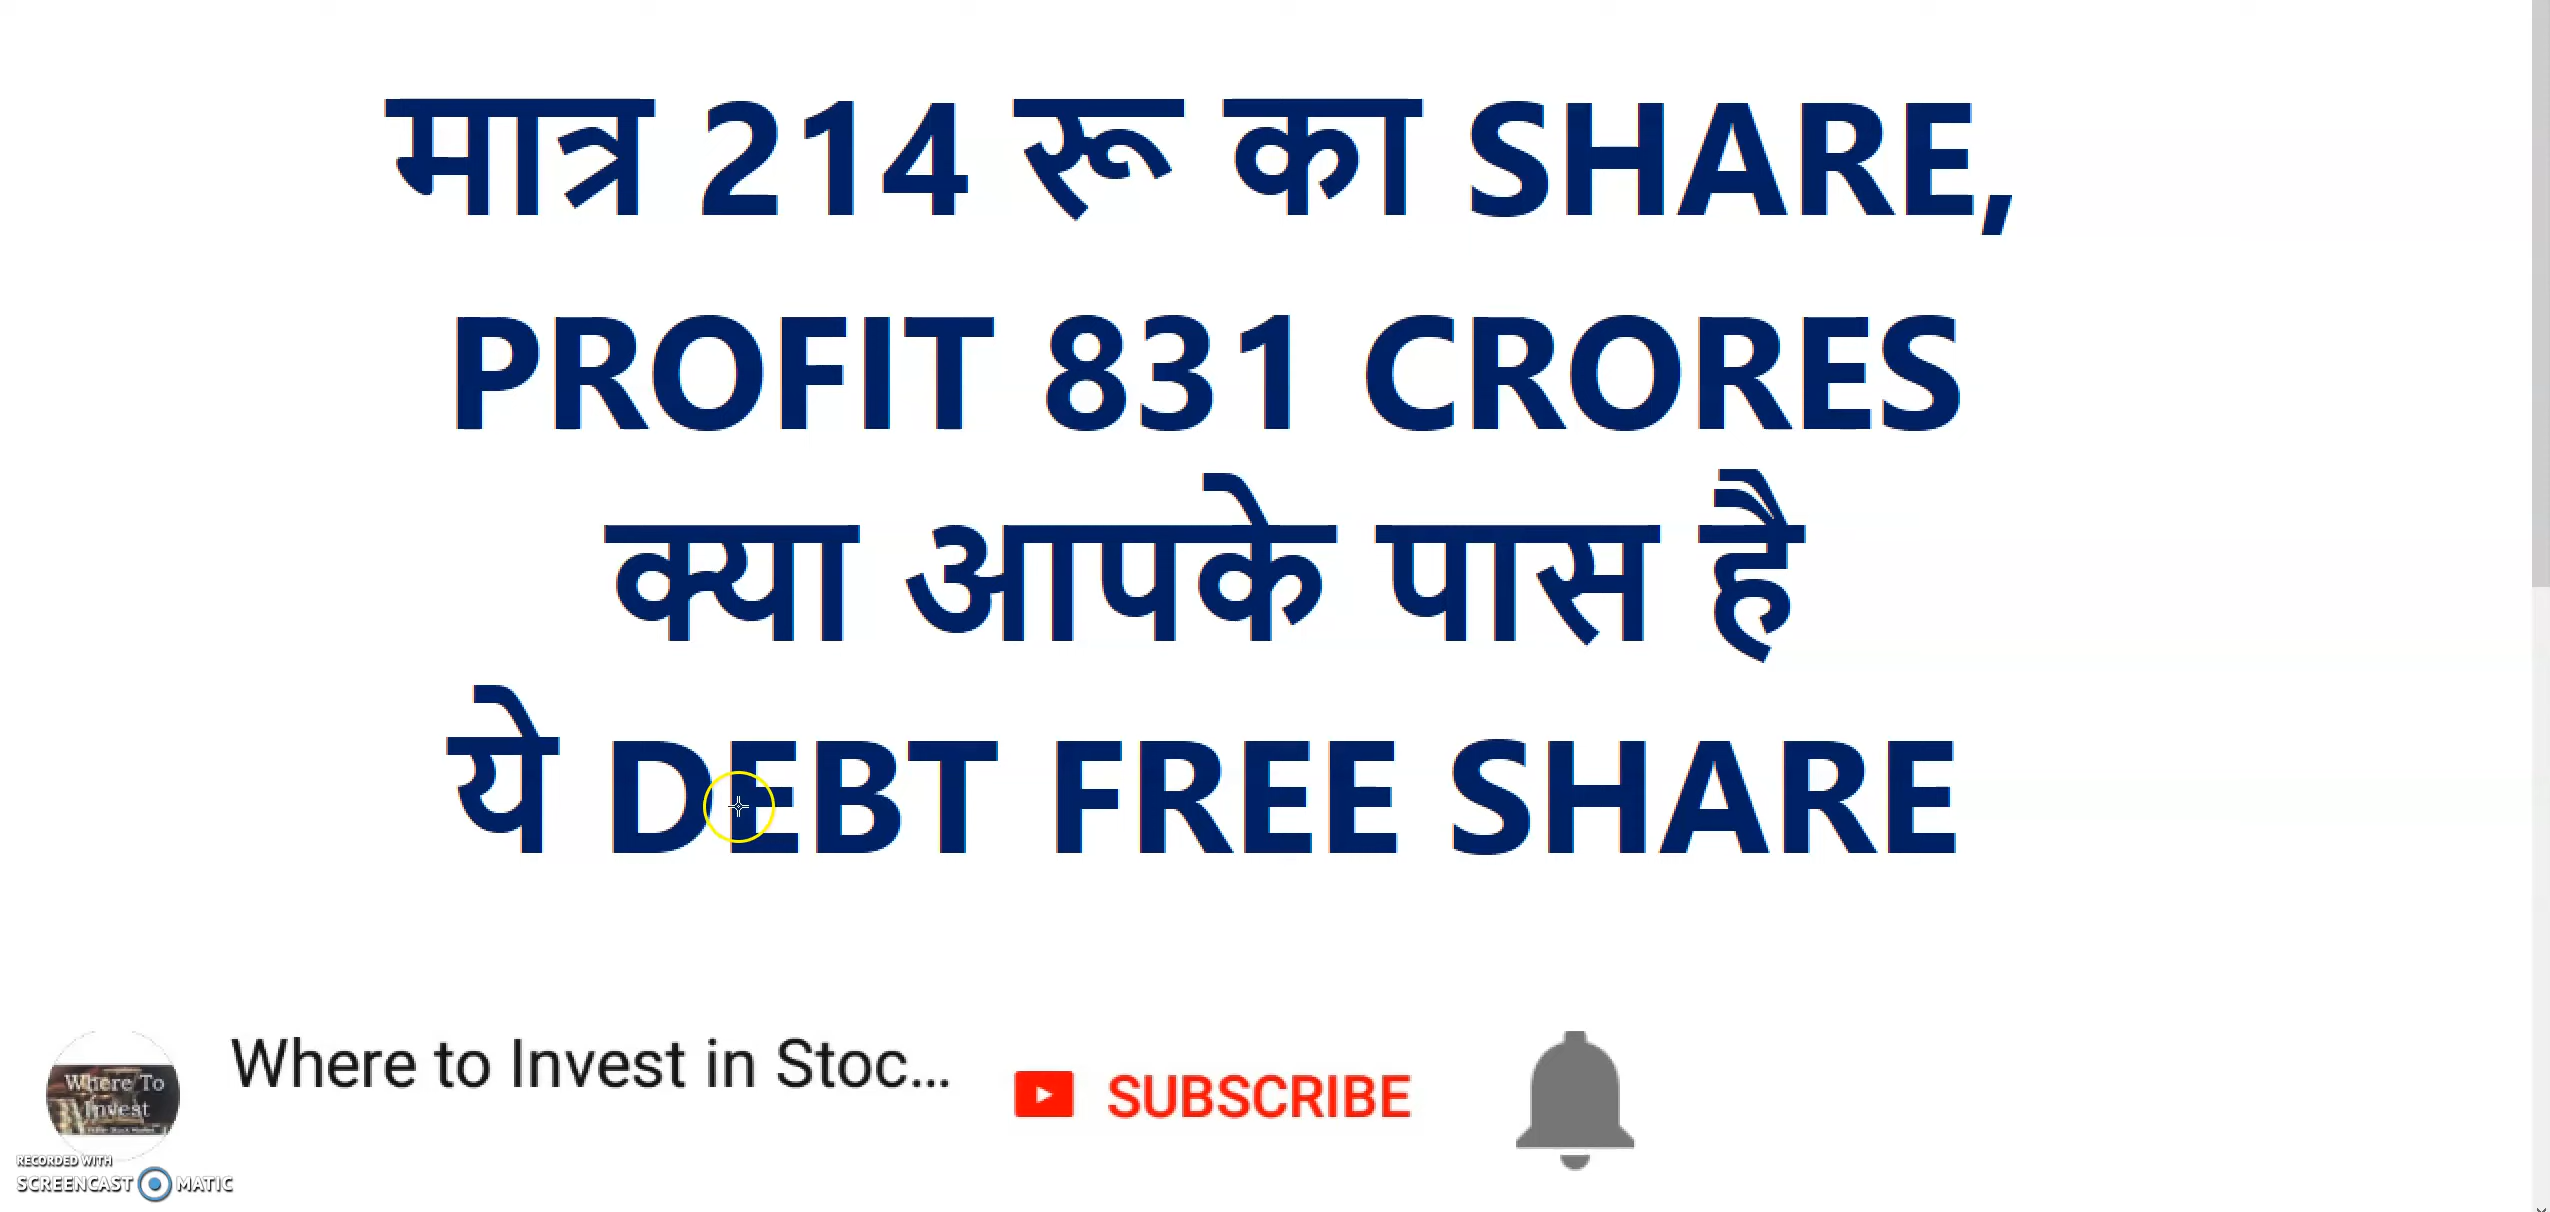 मात्र 214 रू का SHARE,
PROFIT 831 CRORES
क्या आपके पास है
ये DEBT FREE SHARE
Where to Invest in Stoc...
SUBSCRIBE
Where To
Invest
RECORDED WITH
SCREENCAST MATIC